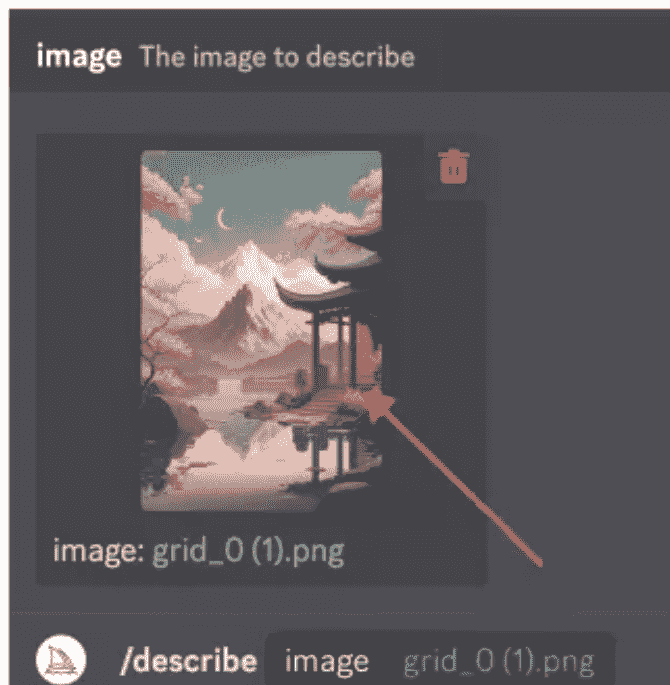 image The image to describe
image: grid_0 (1).png
/describe image grid_0 (1).png